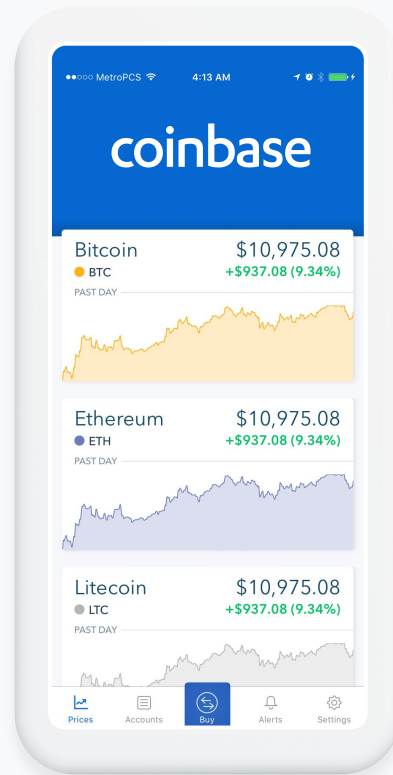 MetroPCS 4:13 AM
coinbase
Bitcoin $10,975.08
BTC +$937.08 (9.34%)
PAST DAY
Ethereum $10,975.08
ETH +$937.08 (9.34%)
PAST DAY
Litecoin $10,975.08
LTC +$937.08 (9.34%)
PAST DAY
Prices Accounts Buy Alerts Settings